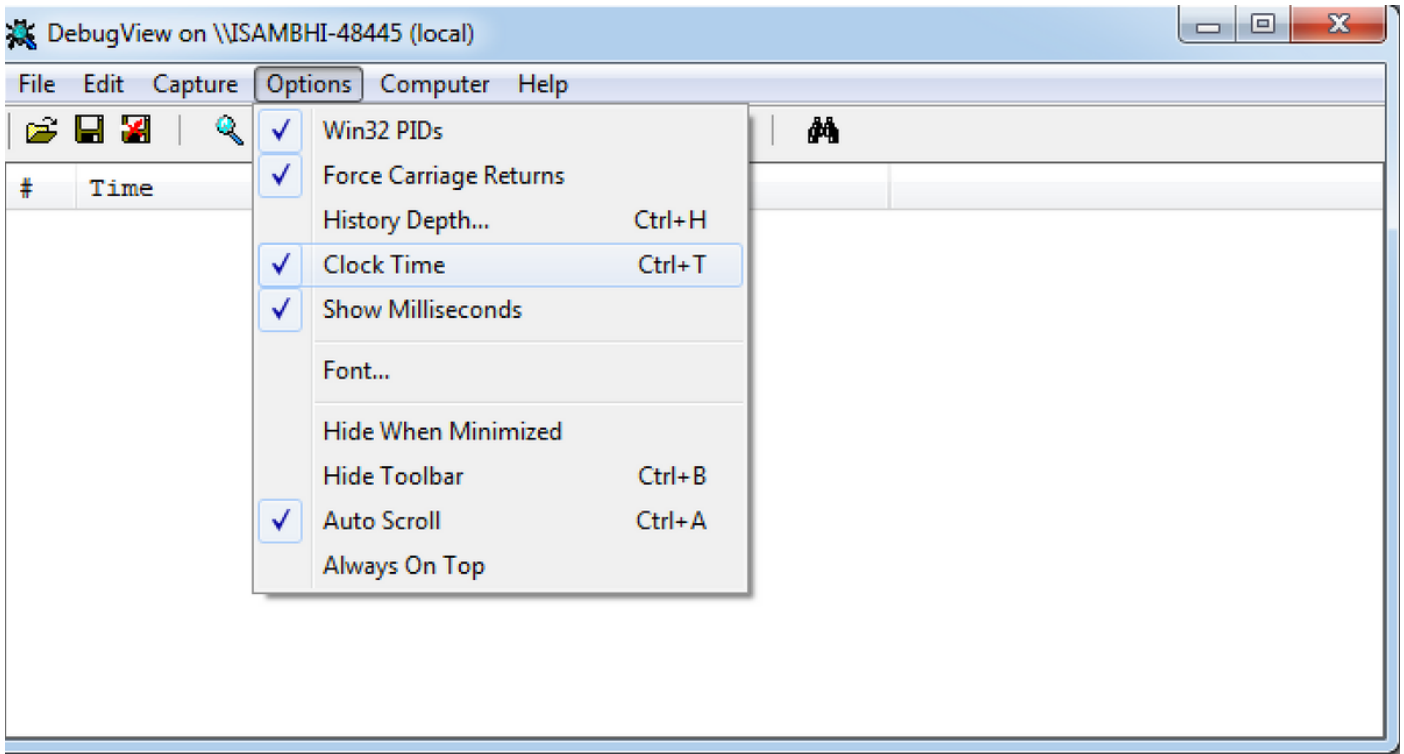 DebugView on \\ISAMBHI-48445 (local)
File Edit Capture Options Computer Help
# Time
Win32 PIDs
Force Carriage Returns
History Depth... Ctrl+H
Clock Time Ctrl+T
Show Milliseconds
Font...
Hide When Minimized
Hide Toolbar Ctrl+B
Auto Scroll Ctrl+A
Always On Top